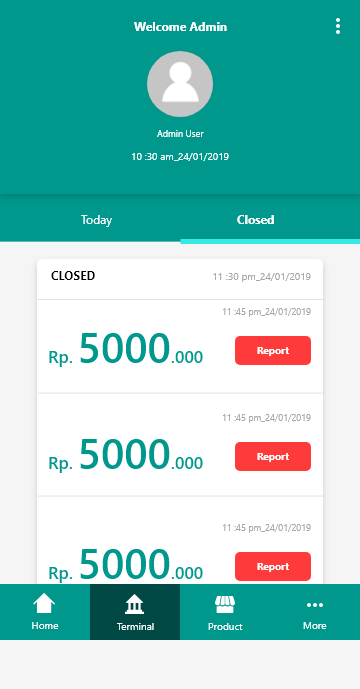 Welcome Admin
Admin User
10 :30 am_24/01/2019
Today Closed
CLOSED 11 :30 pm_24/01/2019
11 :45 pm_24/01/2019
Rp. 5000.000 Report
11 :45 pm_24/01/2019
Rp. 5000.000 Report
11 :45 pm_24/01/2019
Rp. 5000.000 Report
Home Terminal Product More